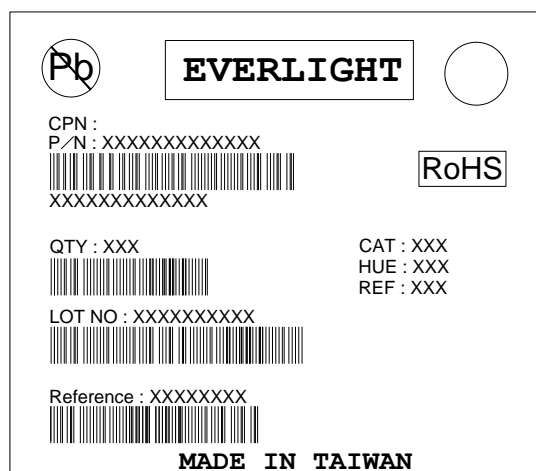 Pb
EVERLIGHT
CPN :
P/N : XXXXXXXXXXXXX
RoHS
XXXXXXXXXXXXX
QTY : XXX
CAT : XXX
HUE : XXX
REF : XXX
LOT NO : XXXXXXXXXX
Reference : XXXXXXXX
MADE IN TAIWAN